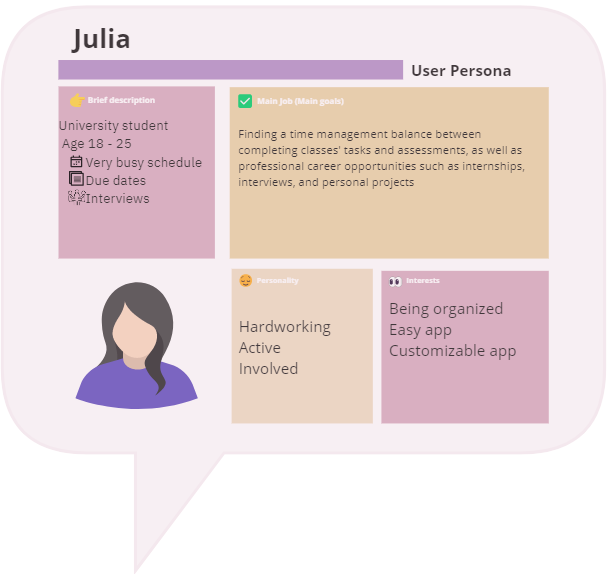 Julia
User Persona
Brief description
University student
Age 18 - 25
Very busy schedule
Due dates
Interviews
Main Job (Main goals)
Finding a time management balance between
completing classes' tasks and assessments, as well as
professional career opportunities such as internships,
interviews, and personal projects
Personality
Hardworking
Active
Involved
Interests
Being organized
Easy app
Customizable app